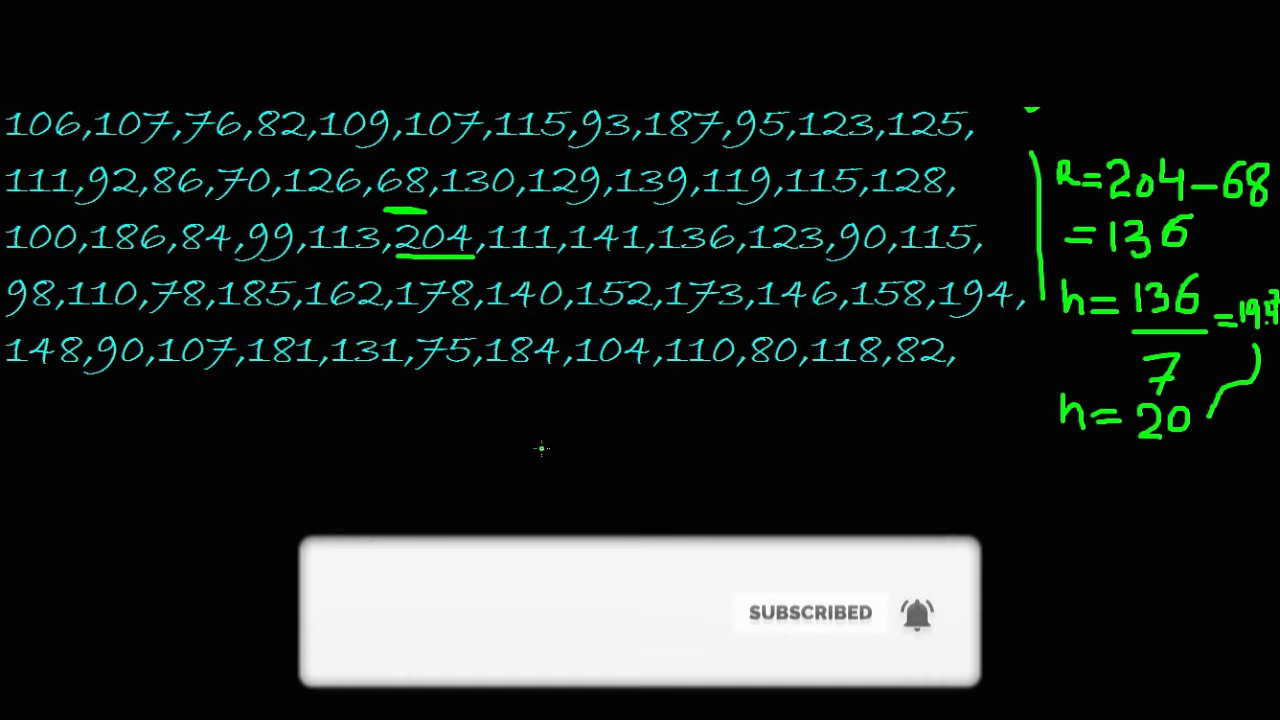 106,107,76,82,109,107,115,93,187,95,123,125,
111,92,86,70,126,68,130,129,139,119,115,128,
100,186,84,99,113,204,111,141,136,123,90,115,
98,110,78,185,162,178,140,152,173,146,158,194,
148,90,107,181,131,75,184,104,110,80,118,82,
R=204-68
=136
h=136/7
h=20
SUBSCRIBED